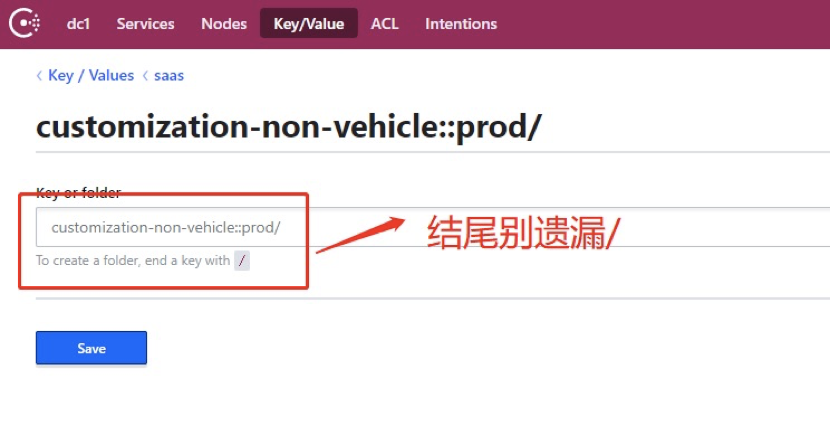 dc1 Services Nodes Key/Value ACL Intentions
Key / Values saas
customization-non-vehicle::prod/
Key or folder
customization-non-vehicle::prod/
结尾别遗漏/
To create a folder, end a key with /
Save